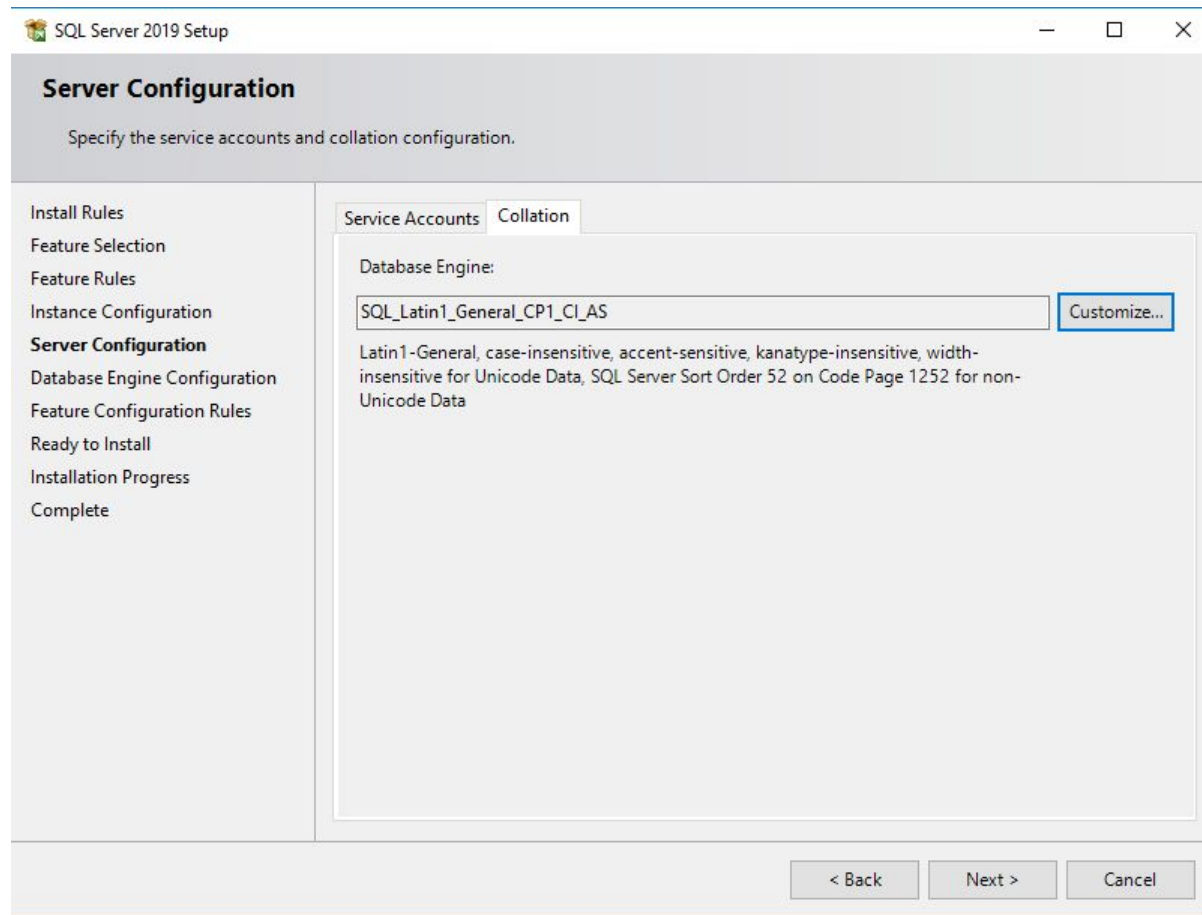 SQL Server 2019 Setup
Server Configuration
Specify the service accounts and collation configuration.
Install Rules
Feature Selection
Feature Rules
Instance Configuration
Server Configuration
Database Engine Configuration
Feature Configuration Rules
Ready to Install
Installation Progress
Complete
Service Accounts
Collation
Database Engine:
SQL_Latin1_General_CP1_CI_AS
Customize...
Latin1-General, case-insensitive, accent-sensitive, kanatype-insensitive, width-
insensitive for Unicode Data, SQL Server Sort Order 52 on Code Page 1252 for non-
Unicode Data
< Back
Next >
Cancel